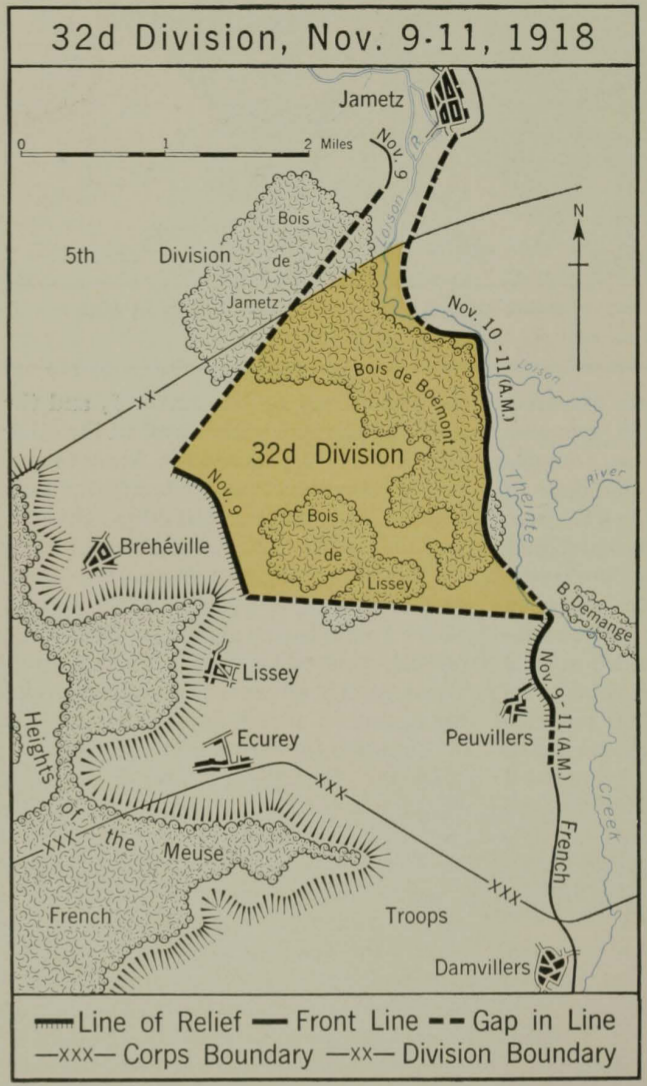 32d Division, Nov. 9-11, 1918
Jametz
0 1 2 Miles
Nov. 9
R
Loison
Bois
de
Jametz
5th Division
XX
N
Nov. 10-11 (A.M.)
Loison
River
Bois de Boémont
XX
32d Division
Nov. 9
Theinte
Bois
de
Lissey
Brehéville
B. Demange
Lissey
Nov. 9-11 (A.M.)
Peuvillers
Ecurey
Heights
of
the
Meuse
XXX
XXX
Creek
French
XXX
French Troops
Damvillers
Line of Relief Front Line Gap in Line
XXX Corps Boundary XX Division Boundary